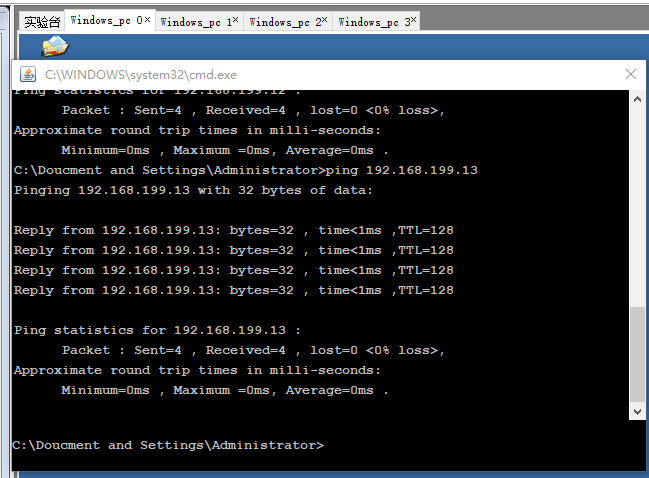 实验台 Windows_pc 0× Windows_pc 1× Windows_pc 2× Windows_pc 3×
C:\WINDOWS\system32\cmd.exe
Ping statistics for 192.168.199.12 :
Packet : Sent=4 , Received=4 , lost=0 <0% loss>,
Approximate round trip times in milli-seconds:
Minimum=0ms , Maximum =0ms, Average=0ms .
C:\Doucment and Settings\Administrator>ping 192.168.199.13
Pinging 192.168.199.13 with 32 bytes of data:
Reply from 192.168.199.13: bytes=32 , time<1ms ,TTL=128
Reply from 192.168.199.13: bytes=32 , time<1ms ,TTL=128
Reply from 192.168.199.13: bytes=32 , time<1ms ,TTL=128
Reply from 192.168.199.13: bytes=32 , time<1ms ,TTL=128
Ping statistics for 192.168.199.13 :
Packet : Sent=4 , Received=4 , lost=0 <0% loss>,
Approximate round trip times in milli-seconds:
Minimum=0ms , Maximum =0ms, Average=0ms .
C:\Doucment and Settings\Administrator>